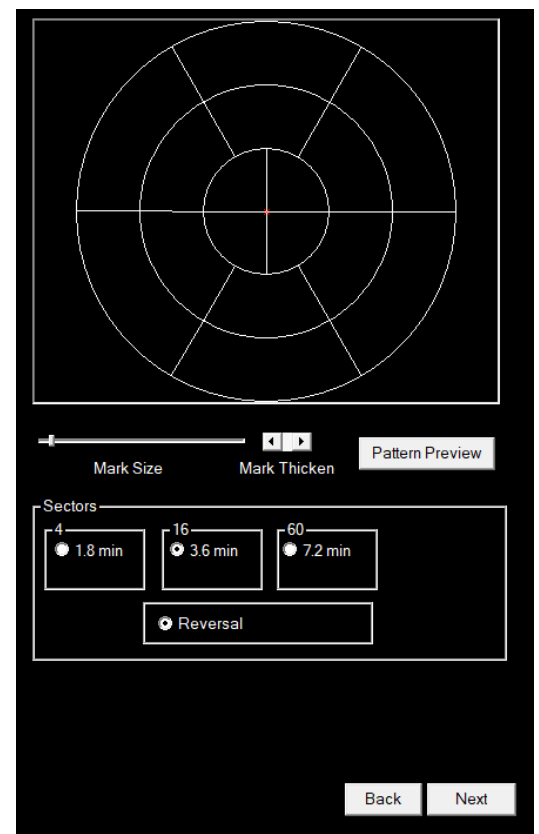 Mark Size
Mark Thicken
Pattern Preview
Sectors
4
16
60
1.8 min
3.6 min
7.2 min
Reversal
Back
Next